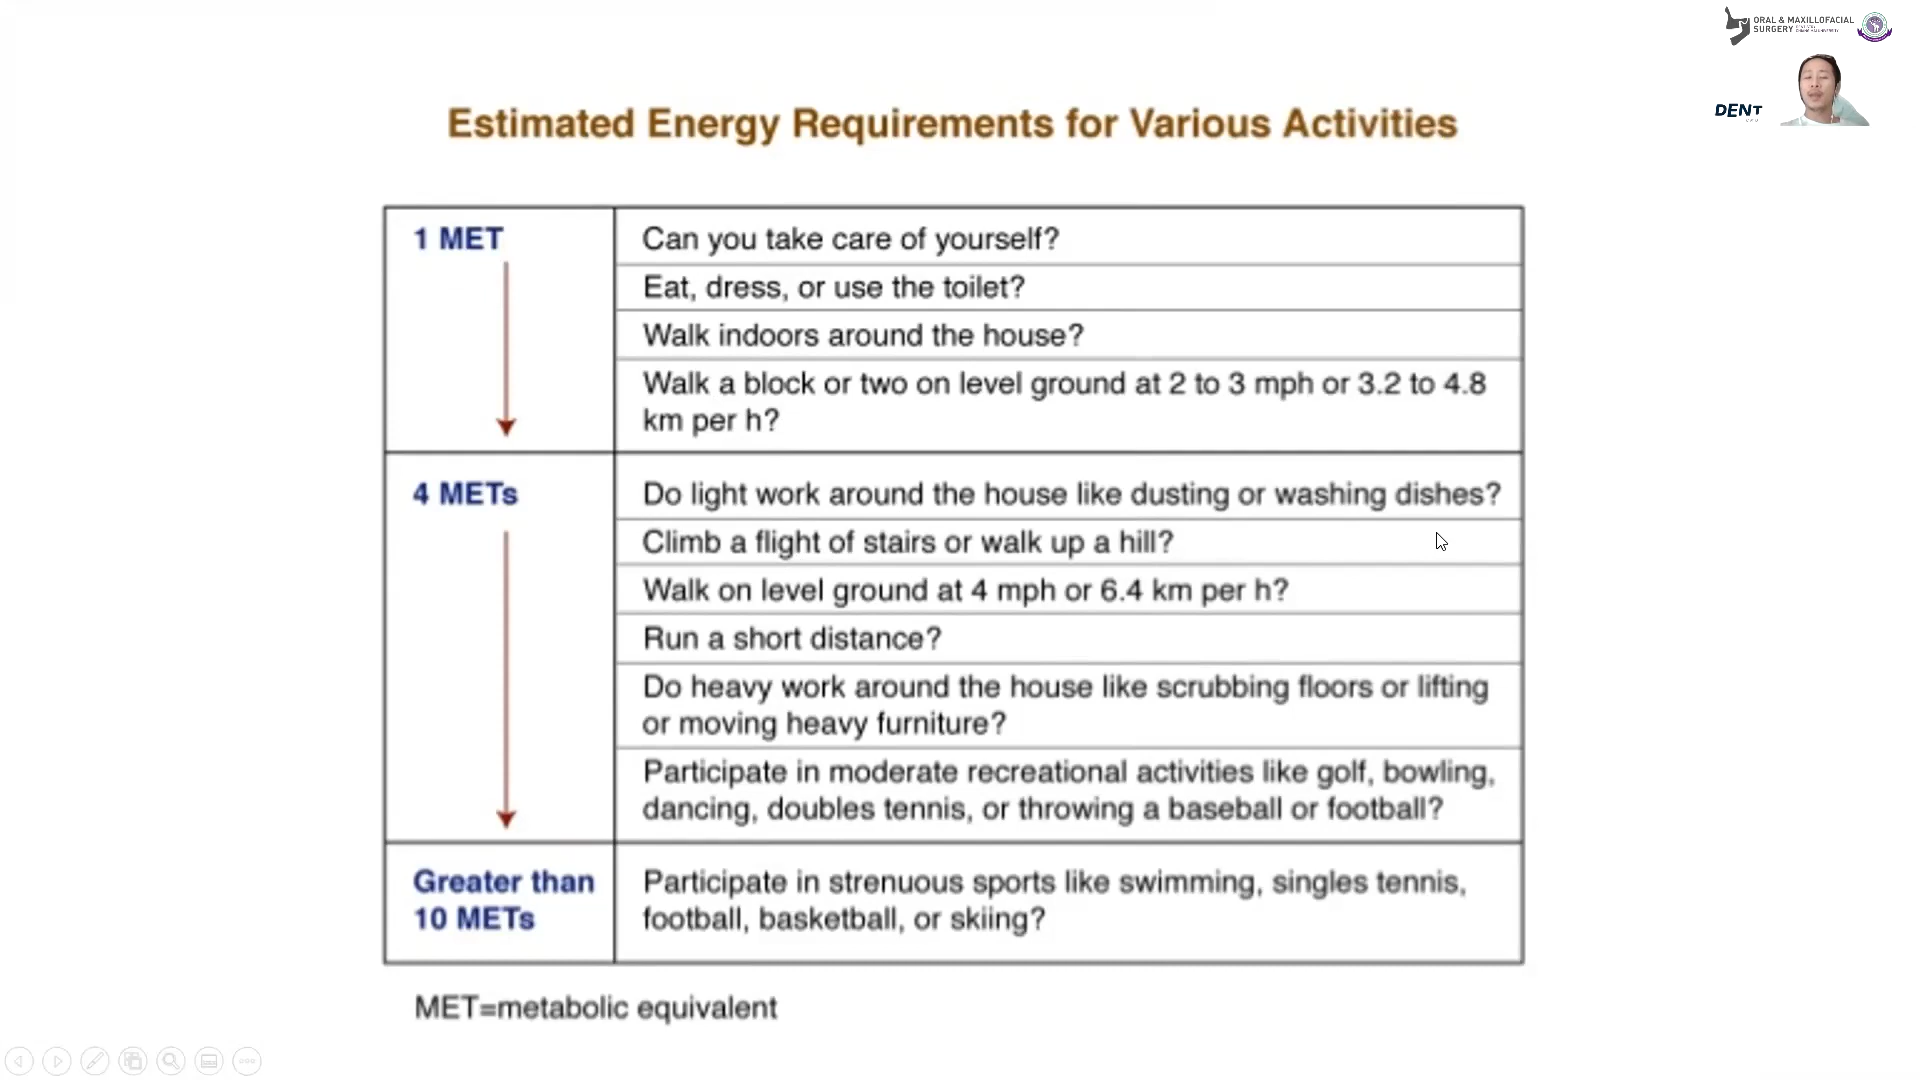 ORAL & MAXILLOFACIAL
SURGERY
DENT
Estimated Energy Requirements for Various Activities
1 MET
Can you take care of yourself?
Eat, dress, or use the toilet?
Walk indoors around the house?
Walk a block or two on level ground at 2 to 3 mph or 3.2 to 4.8
km per h?
4 METs
Do light work around the house like dusting or washing dishes?
Climb a flight of stairs or walk up a hill?
Walk on level ground at 4 mph or 6.4 km per h?
Run a short distance?
Do heavy work around the house like scrubbing floors or lifting
or moving heavy furniture?
Participate in moderate recreational activities like golf, bowling,
dancing, doubles tennis, or throwing a baseball or football?
Greater than
10 METs
Participate in strenuous sports like swimming, singles tennis,
football, basketball, or skiing?
MET=metabolic equivalent